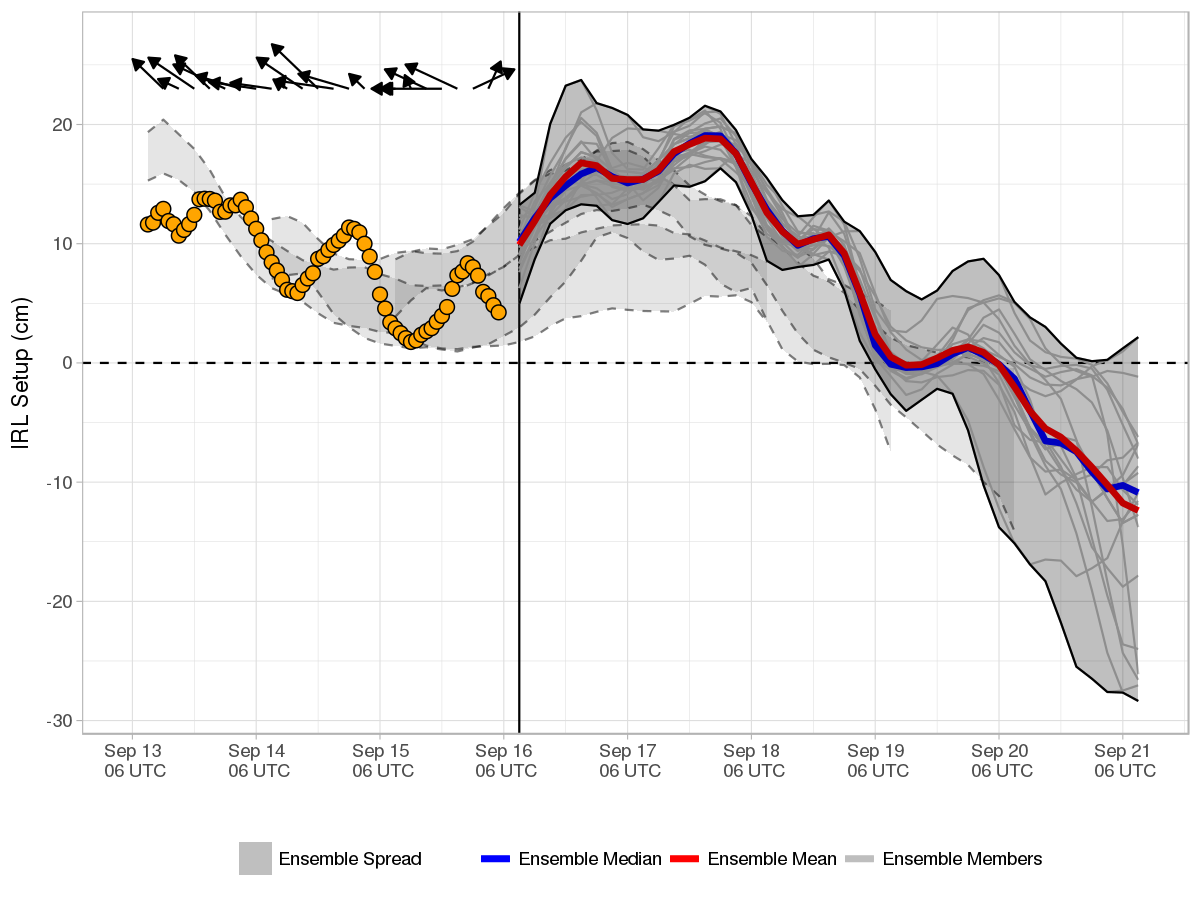 IRL Setup (cm)
20
10
0
-10
-20
-30
Sep 13 Sep 14 Sep 15 Sep 16 Sep 17 Sep 18 Sep 19 Sep 20 Sep 21
06 UTC 06 UTC 06 UTC 06 UTC 06 UTC 06 UTC 06 UTC 06 UTC 06 UTC
Ensemble Spread Ensemble Median Ensemble Mean Ensemble Members